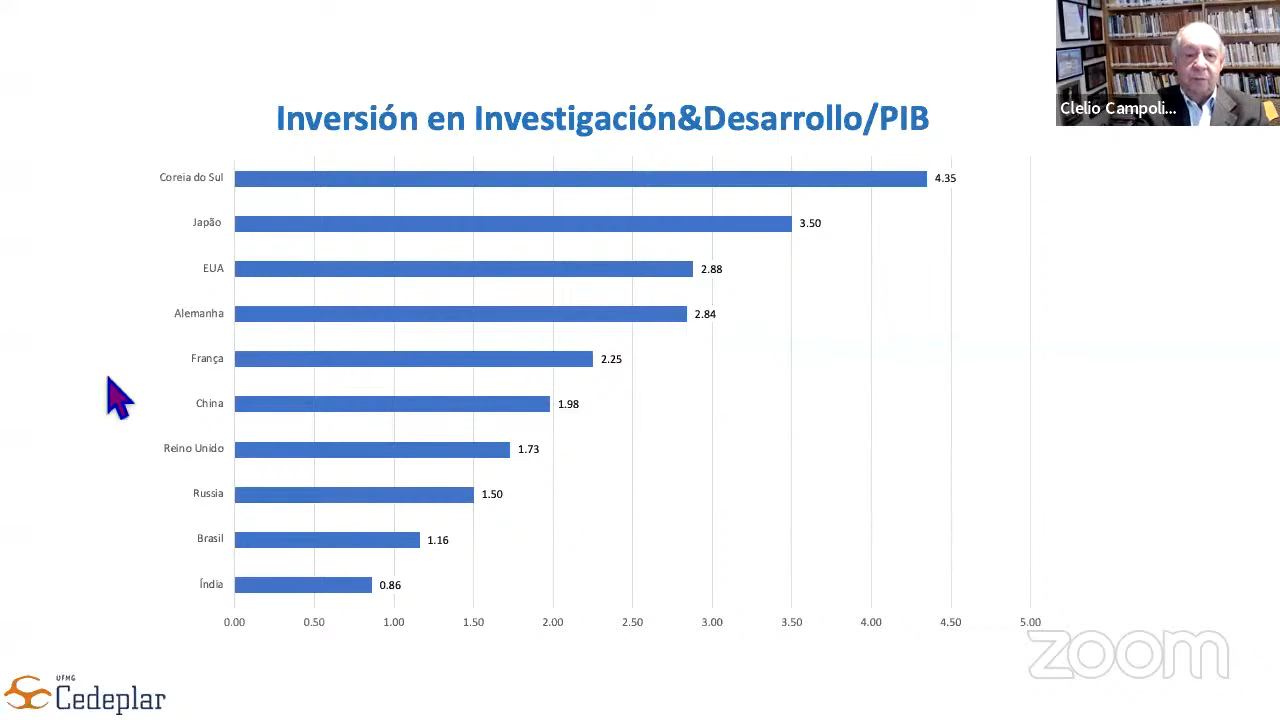 Clelio Campoli...
Inversión en Investigación&Desarrollo/PIB
Coreia do Sul 4.35
Japão 3.50
EUA 2.88
Alemanha 2.84
França 2.25
China 1.98
Reino Unido 1.73
Russia 1.50
Brasil 1.16
Índia 0.86
0.00 0.50 1.00 1.50 2.00 2.50 3.00 3.50 4.00 4.50 5.00
zoom
UFMG
Cedeplar